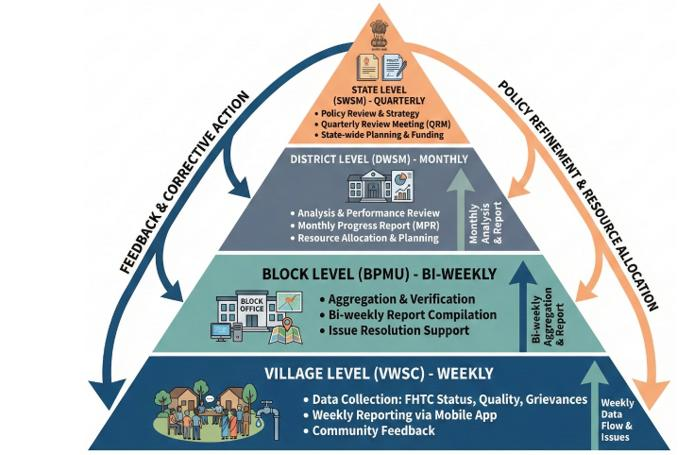 FEEDBACK & CORRECTIVE ACTION
POLICY REFINEMENT & RESOURCE ALLOCATION
STATE LEVEL
(SWSM) - QUARTERLY
• Policy Review & Strategy
• Quarterly Review Meeting (QRM)
• State-wide Planning & Funding
DISTRICT LEVEL (DWSM) - MONTHLY
• Analysis & Performance Review
• Monthly Progress Report (MPR)
• Resource Allocation & Planning
Monthly
Analysis
& Report
BLOCK LEVEL (BPMU) - BI-WEEKLY
BLOCK
OFFICE
• Aggregation & Verification
• Bi-weekly Report Compilation
• Issue Resolution Support
Bi-weekly
Aggregation
& Report
VILLAGE LEVEL (VWSC) - WEEKLY
• Data Collection: FHTC Status, Quality, Grievances
• Weekly Reporting via Mobile App
• Community Feedback
Weekly
Data
Flow &
Issues